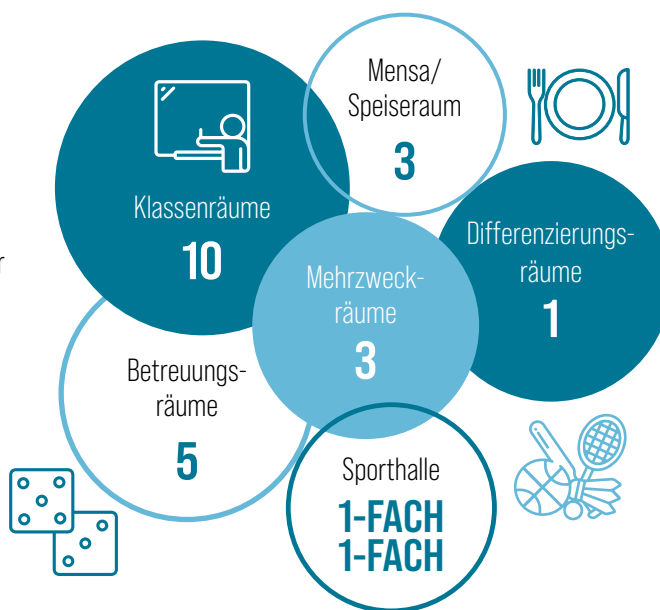 Mensa/
Speiseraum
3
Klassenräume
10
Differenzierungs-
räume
1
r
Mehrzweck-
räume
3
Betreuungs-
räume
5
Sporthalle
1-FACH
1-FACH